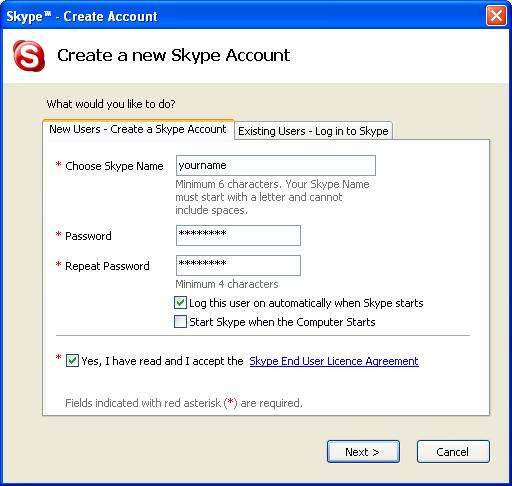 Skype™ - Create Account
S
Create a new Skype Account
What would you like to do?
New Users - Create a Skype Account
Existing Users - Log in to Skype
* Choose Skype Name yourname
Minimum 6 characters. Your Skype Name
must start with a letter and cannot
include spaces.
* Password ********
* Repeat Password ********
Minimum 4 characters
Log this user on automatically when Skype starts
Start Skype when the Computer Starts
* Yes, I have read and I accept the Skype End User Licence Agreement
Fields indicated with red asterisk (*) are required.
Next >
Cancel